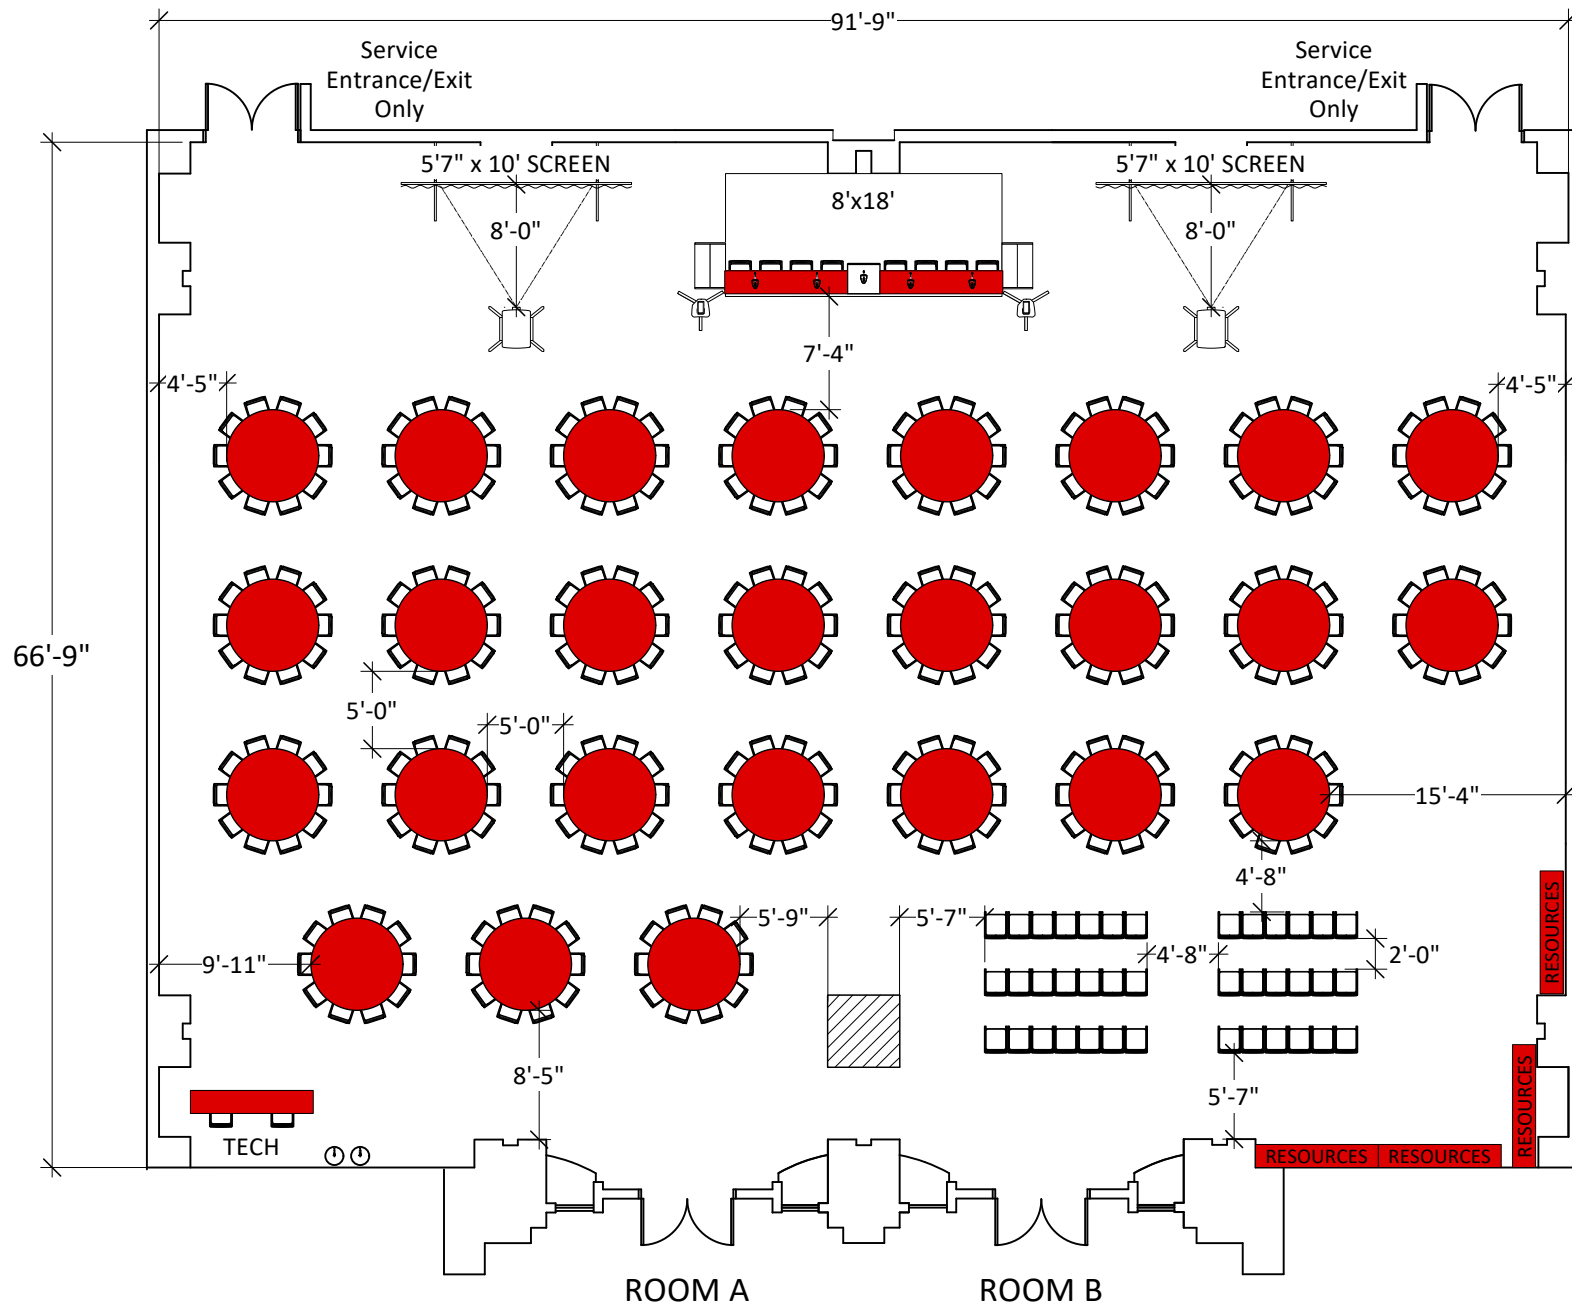 91'-9"
Service
Entrance/Exit
Only
Service
Entrance/Exit
Only
5'7" x 10' SCREEN
5'7" x 10' SCREEN
8'x18'
8'-0"
8'-0"
7'-4"
4'-5"
4'-5"
66'-9"
5'-0"
5'-0"
15'-4"
4'-8"
RESOURCES
5'-9"
5'-7"
4'-8"
2'-0"
9'-11"
8'-5"
5'-7"
RESOURCES
TECH
RESOURCES
RESOURCES
ROOM A
ROOM B